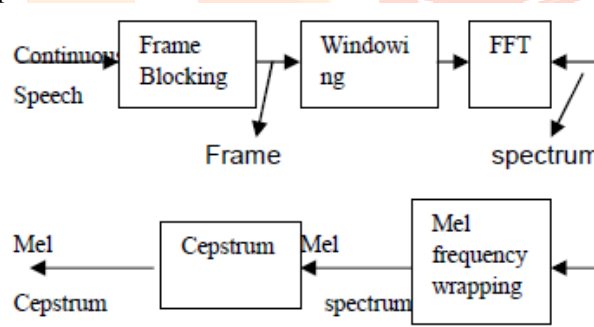 Continuous
Speech
Frame
Blocking
Windowi
ng
FFT
Frame
spectrum
Mel
Cepstrum
Cepstrum
Mel
spectrum
Mel
frequency
wrapping